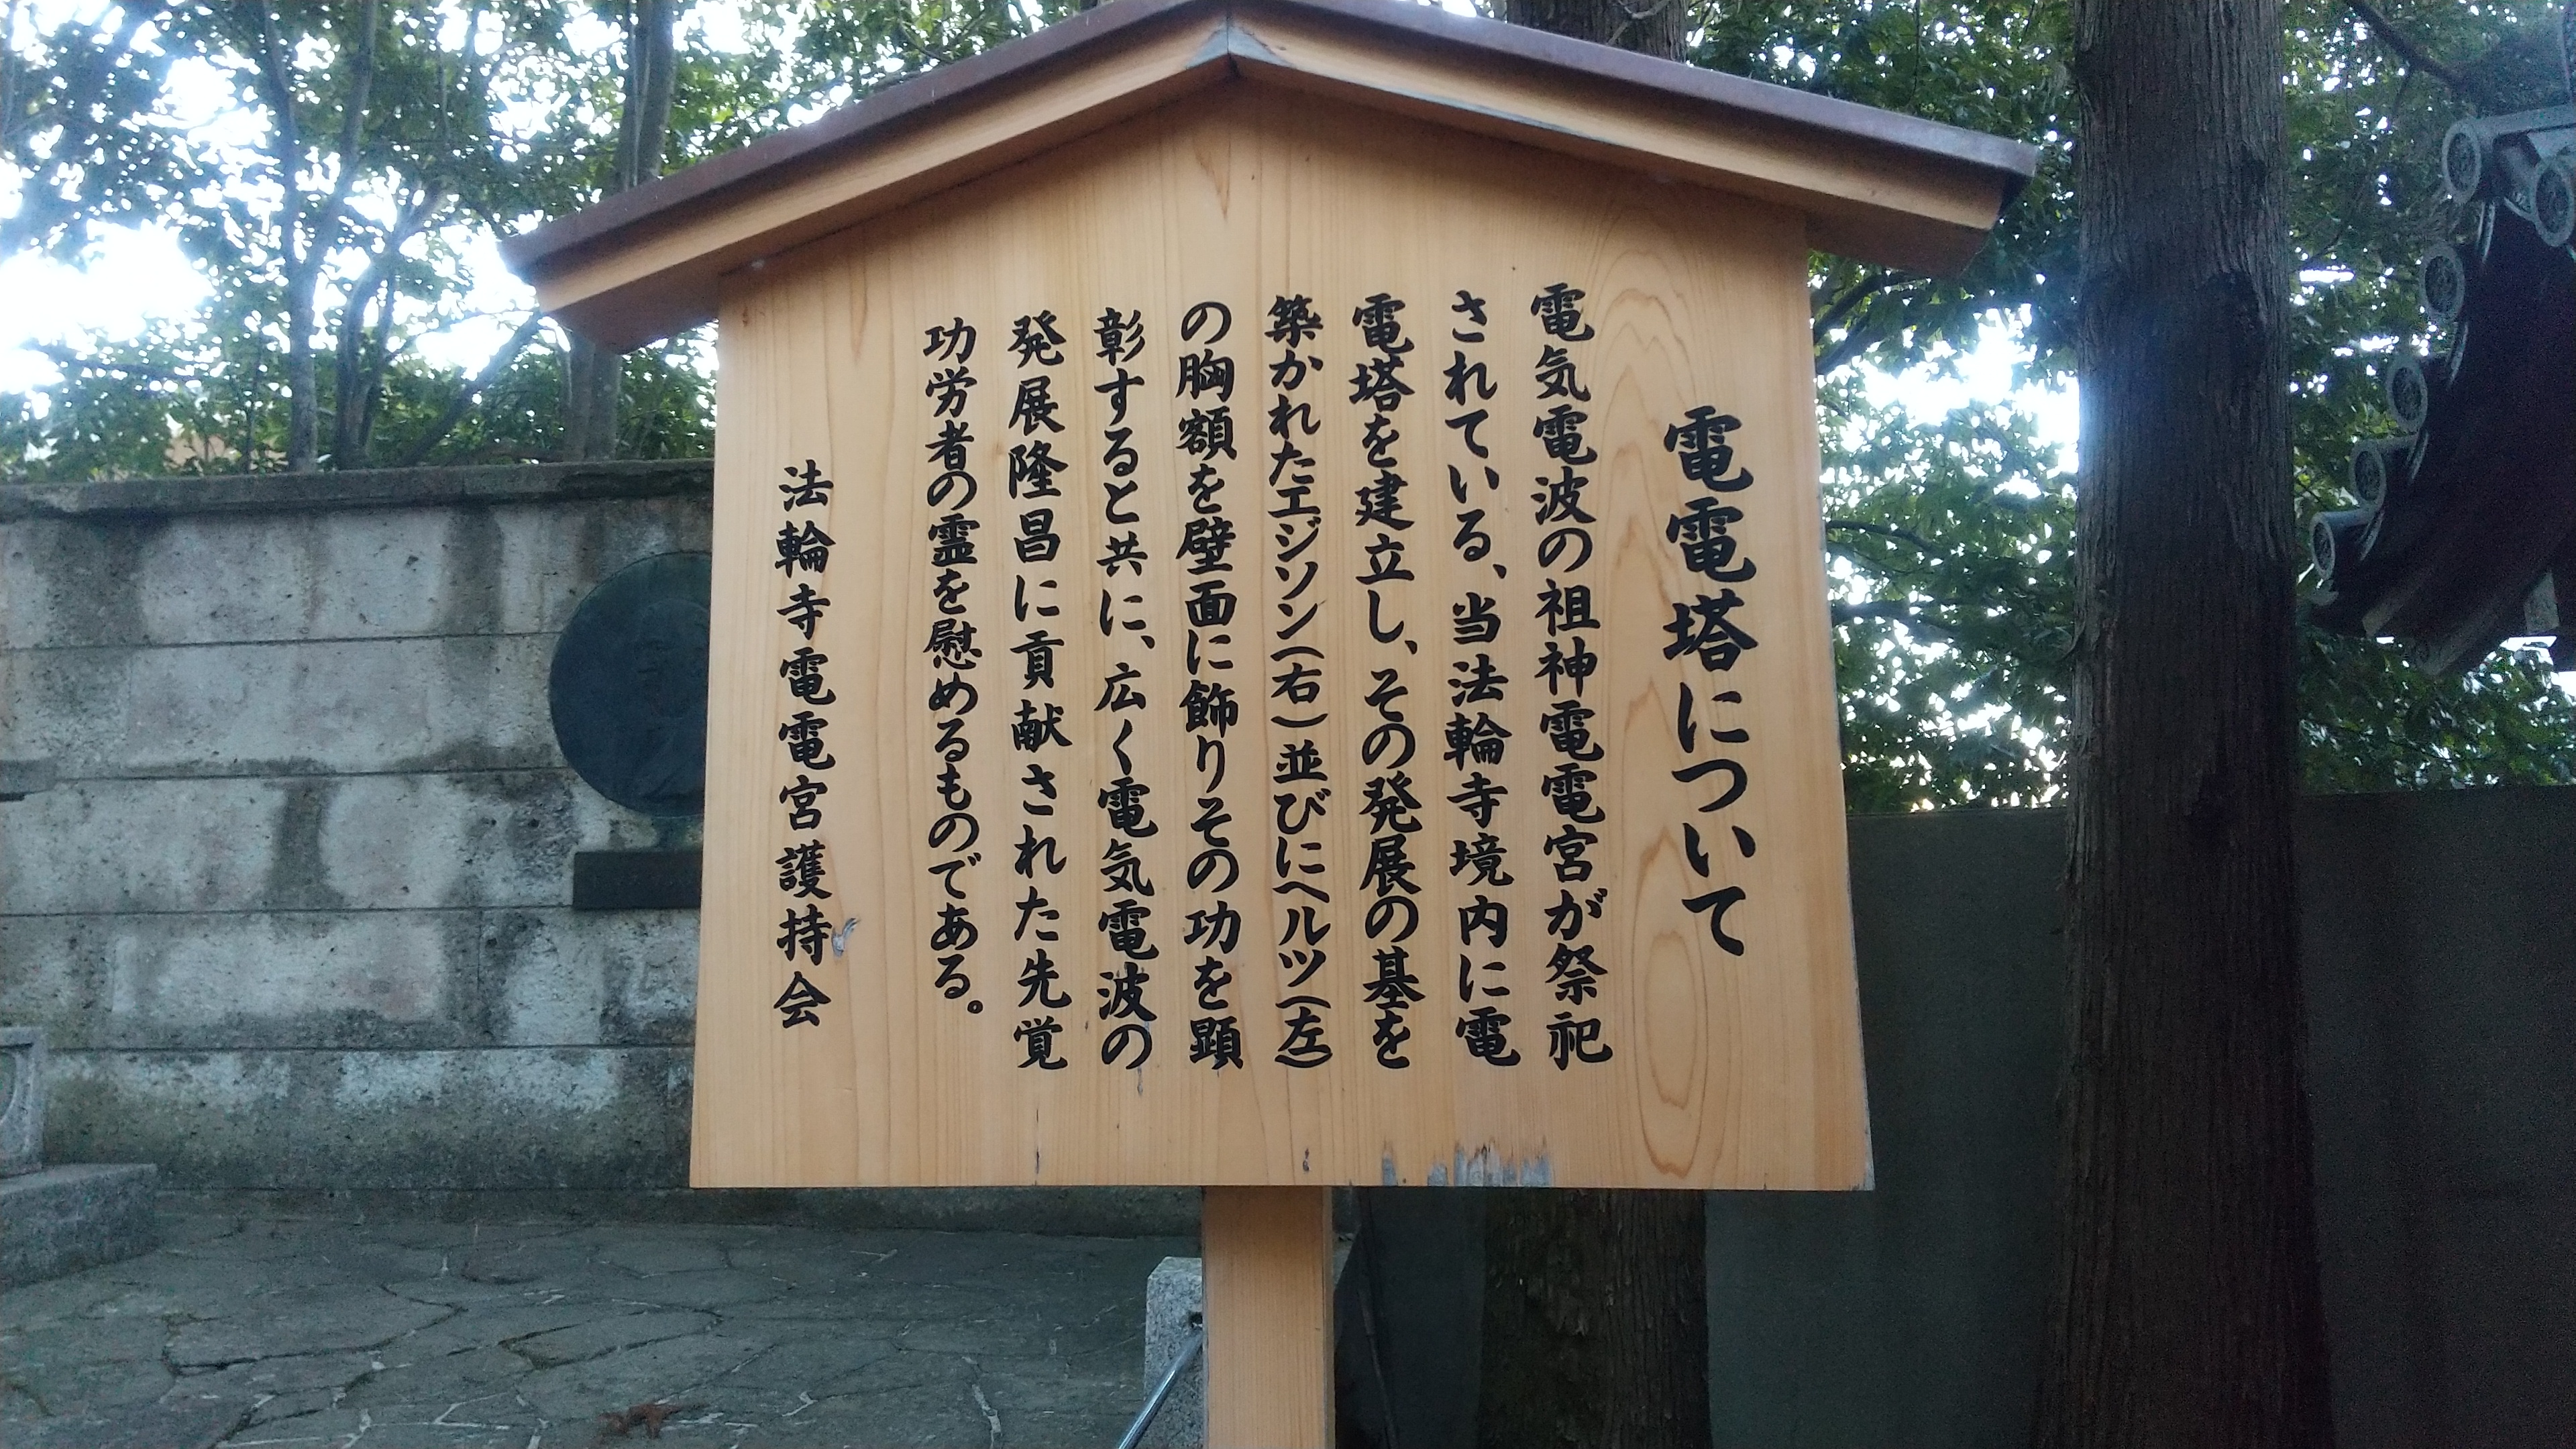 電電塔について
電気電波の祖神電電宮が祭祀
されている、当法輪寺境内に電
電塔を建立し、その発展の基を
築かれたエジソン(右)並びにヘルツ(左)
の胸額を壁面に飾りその功を顕
彰すると共に、広く電気電波の
発展隆昌に貢献された先覚
功労者の霊を慰めるものである。
法輪寺電電宮護持会